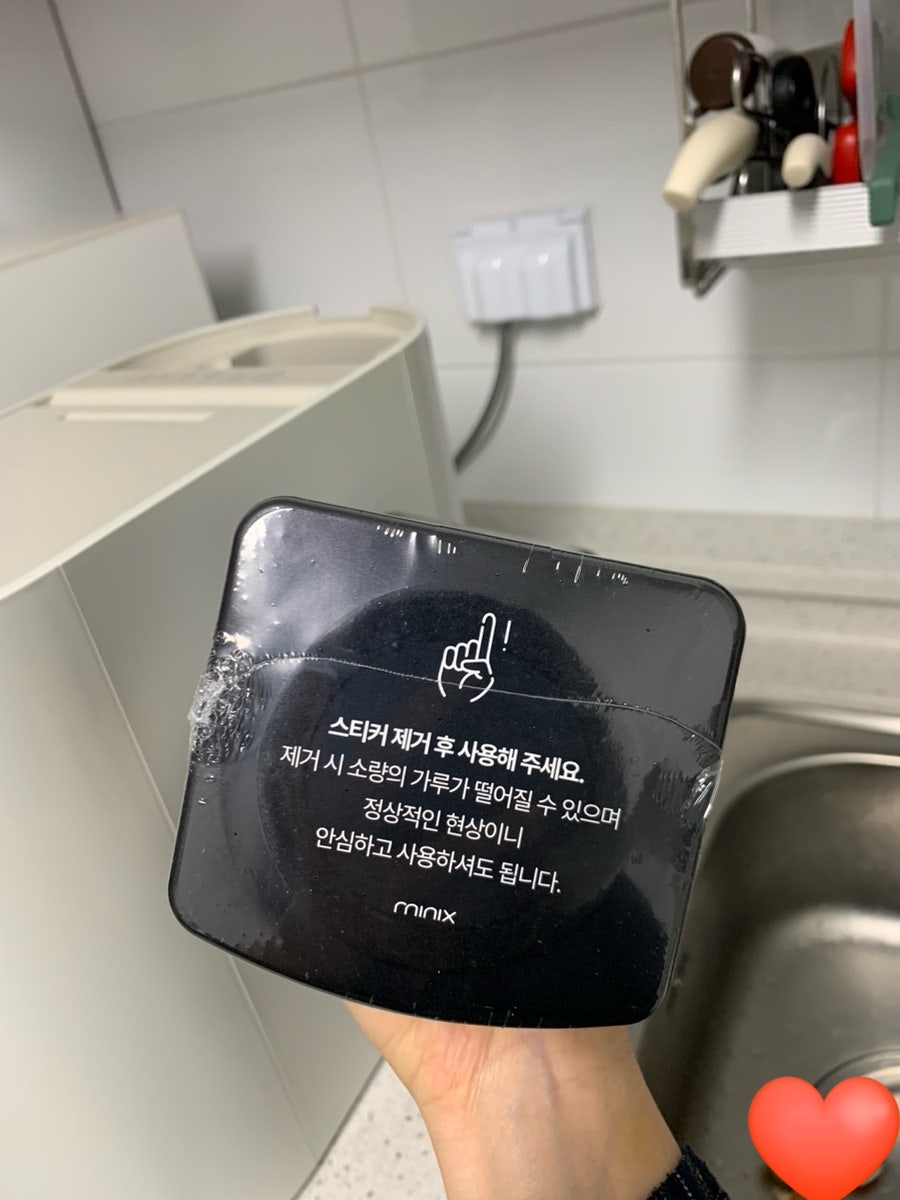 스티커 제거 후 사용해 주세요.
제거 시 소량의 가루가 떨어질 수 있으며
정상적인 현상이니
안심하고 사용하셔도 됩니다.
minix